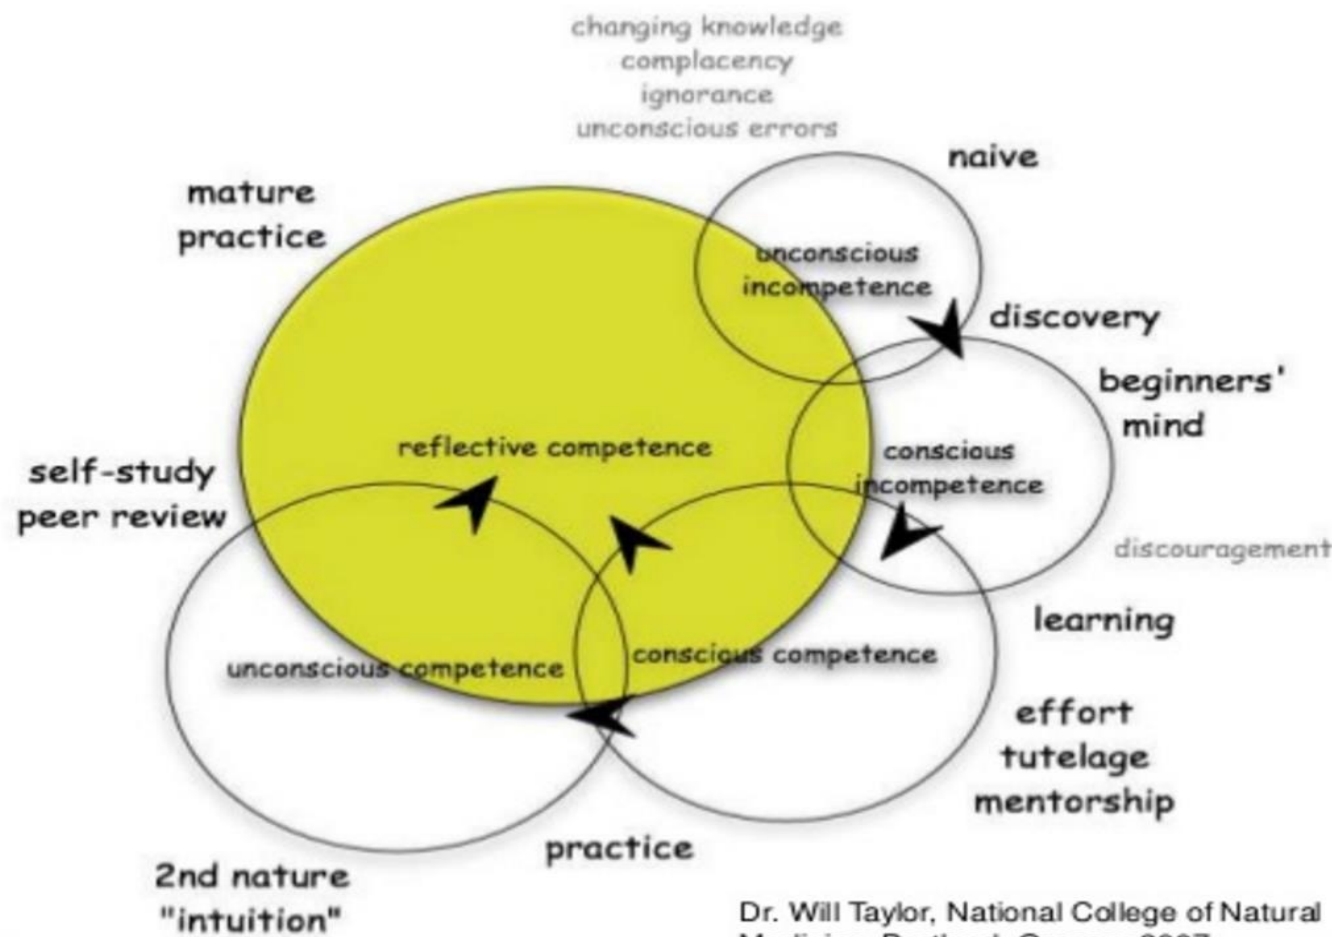 changing knowledge
complacency
ignorance
unconscious errors
naive
mature
practice
unconscious
incompetence
discovery
beginners'
mind
reflective competence
conscious
incompetence
self-study
peer review
discouragement
learning
unconscious competence
conscious competence
effort
tutelage
mentorship
practice
2nd nature
"intuition"
Dr. Will Taylor, National College of Natural